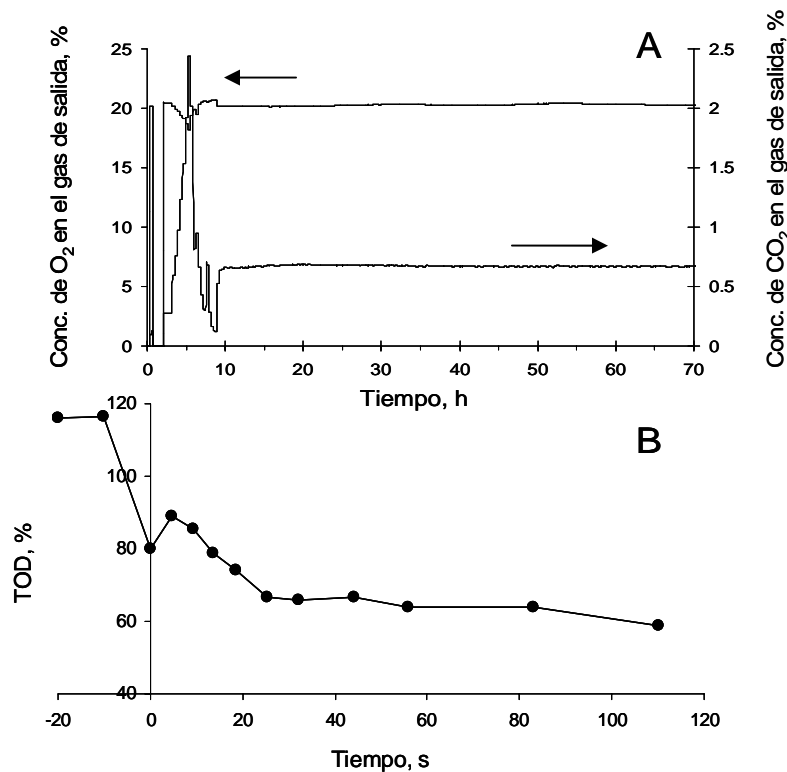 A
Conc. de O2 en el gas de salida, %
25
20
15
10
5
0
2.5
2
1.5
1
0.5
0
Conc. de CO2 en el gas de salida, %
0 10 20 30 40 50 60 70
Tiempo, h
B
TOD, %
120
100
80
60
40
-20 0 20 40 60 80 100 120
Tiempo, s